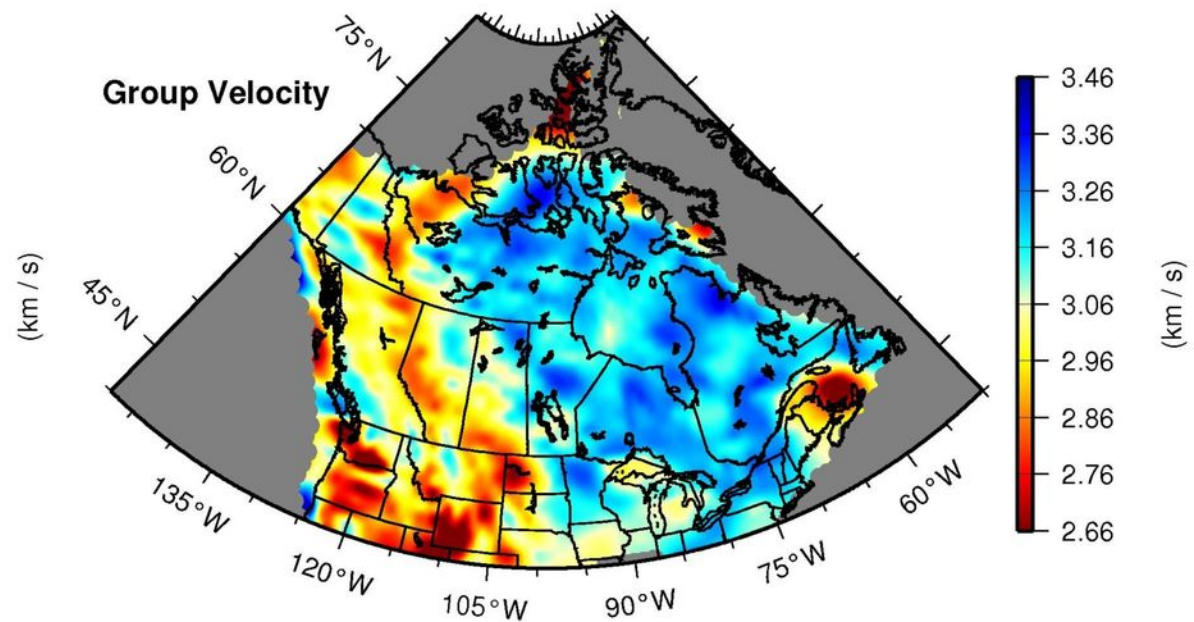 75°N
Group Velocity
60°N
45°N
(km / s)
135°W
120°W
105°W
90°W
75°W
60°W
3.46
3.36
3.26
3.16
3.06
2.96
2.86
2.76
2.66
(km / s)